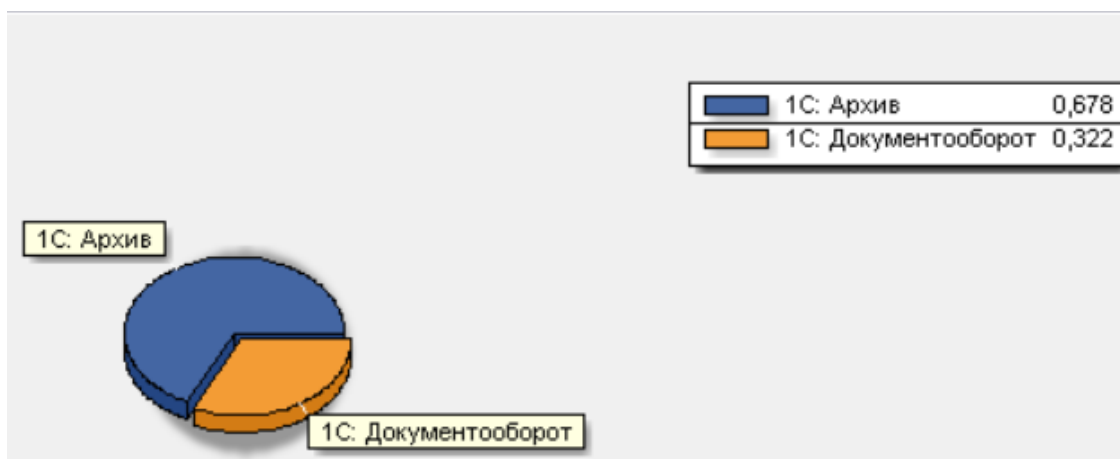 1С: Архив 0,678
1С: Документооборот 0,322
1С: Архив
1С: Документооборот